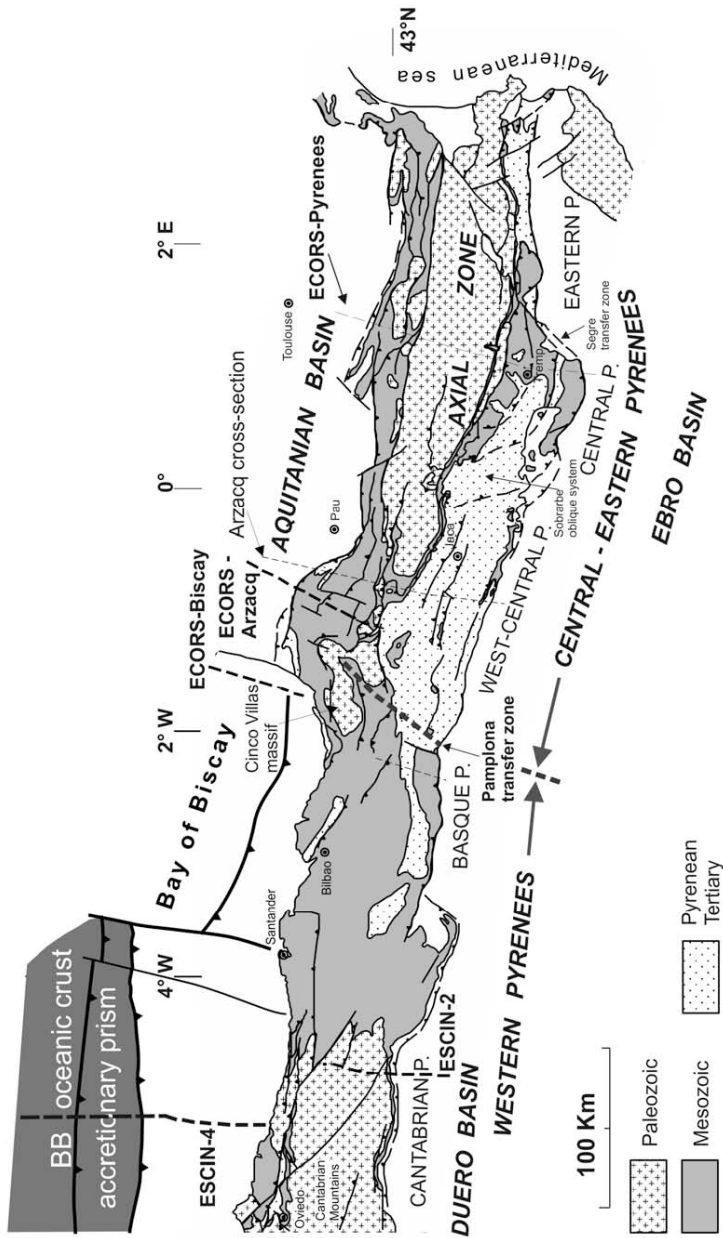 BB oceanic crust
accretionary prism
Bay of Biscay
ECORS-Biscay
ECORS -
Arzacq
Arzacq cross-section
AQUITANIAN BASIN
ECORS-Pyrenees
Toulouse
Pau
4° W
2° W
0°
2° E
43°N
Mediterranean
sea
ESCIN-4
Santander
Bilbao
Cinco Villas
massif
Oviedo
Cantabrian
Mountains
AXIAL ZONE
Jaca
Tremp
ESCIN-2
CANTABRIAN P.
BASQUE P.
Pamplona
transfer zone
WEST-CENTRAL P.
Sobrarbe
oblique system
CENTRAL P.
Segre
transfer zone
EASTERN P.
DUERO BASIN
WESTERN PYRENEES
CENTRAL - EASTERN PYRENEES
EBRO BASIN
100 Km
Paleozoic
Mesozoic
Pyrenean
Tertiary